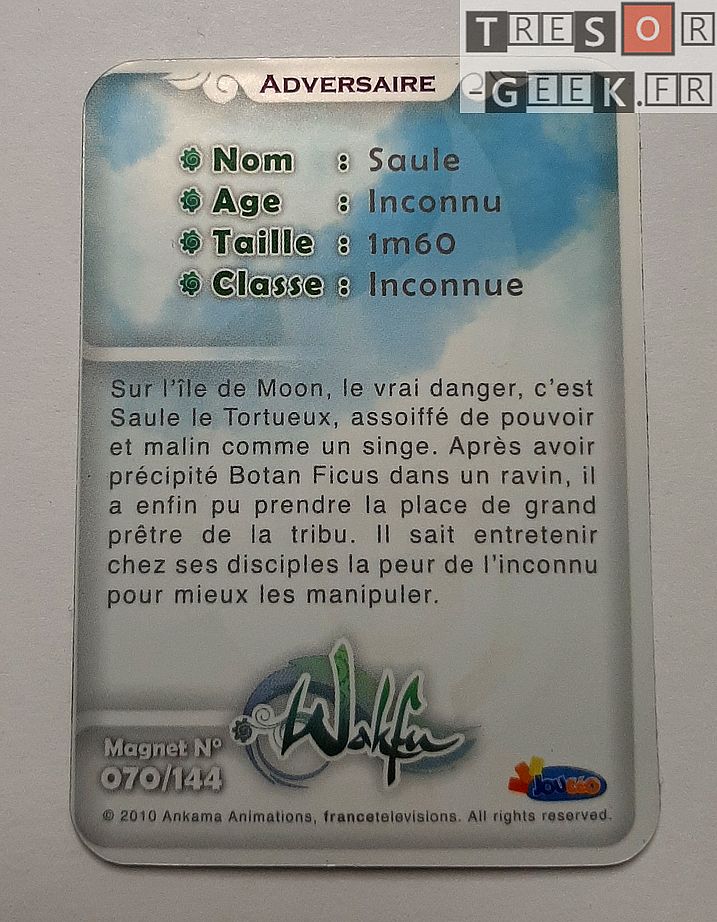 TRESOR
-GEEK.FR
ADVERSAIRE
Nom : Saule
Age : Inconnu
Taille : 1m60
Classe : Inconnue
Sur l'île de Moon, le vrai danger, c'est
Saule le Tortueux, assoiffé de pouvoir
et malin comme un singe. Après avoir
précipité Botan Ficus dans un ravin, il
a enfin pu prendre la place de grand
prêtre de la tribu. Il sait entretenir
chez ses disciples la peur de l'inconnu
pour mieux les manipuler.
Wakfu
Magnet N°
070/144
JOUéCO
© 2010 Ankama Animations, francetelevisions. All rights reserved.